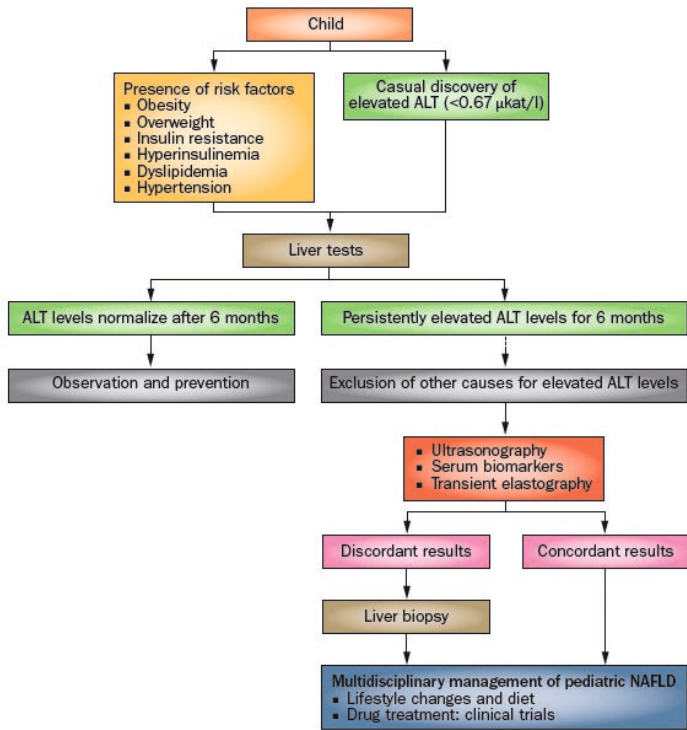 Child
Presence of risk factors
▪ Obesity
▪ Overweight
▪ Insulin resistance
▪ Hyperinsulinemia
▪ Dyslipidemia
▪ Hypertension
Casual discovery of
elevated ALT (<0.67 μkat/l)
Liver tests
ALT levels normalize after 6 months
Persistently elevated ALT levels for 6 months
Observation and prevention
Exclusion of other causes for elevated ALT levels
▪ Ultrasonography
▪ Serum biomarkers
▪ Transient elastography
Discordant results
Concordant results
Liver biopsy
Multidisciplinary management of pediatric NAFLD
▪ Lifestyle changes and diet
▪ Drug treatment: clinical trials